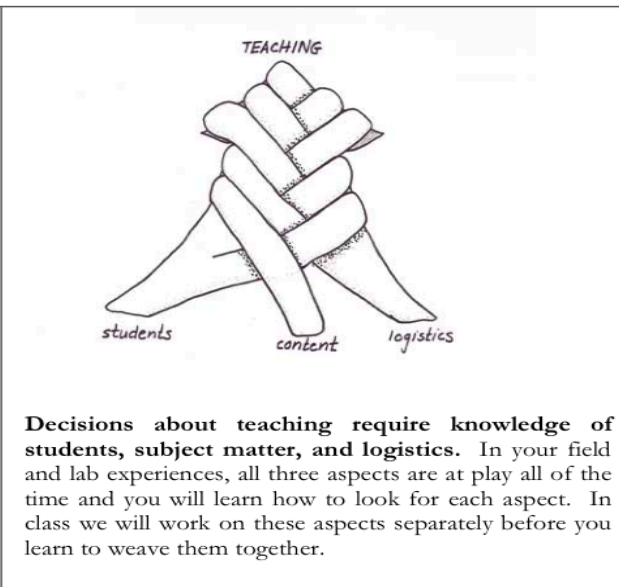 TEACHING
students
content
logistics
Decisions about teaching require knowledge of
students, subject matter, and logistics. In your field
and lab experiences, all three aspects are at play all of the
time and you will learn how to look for each aspect. In
class we will work on these aspects separately before you
learn to weave them together.